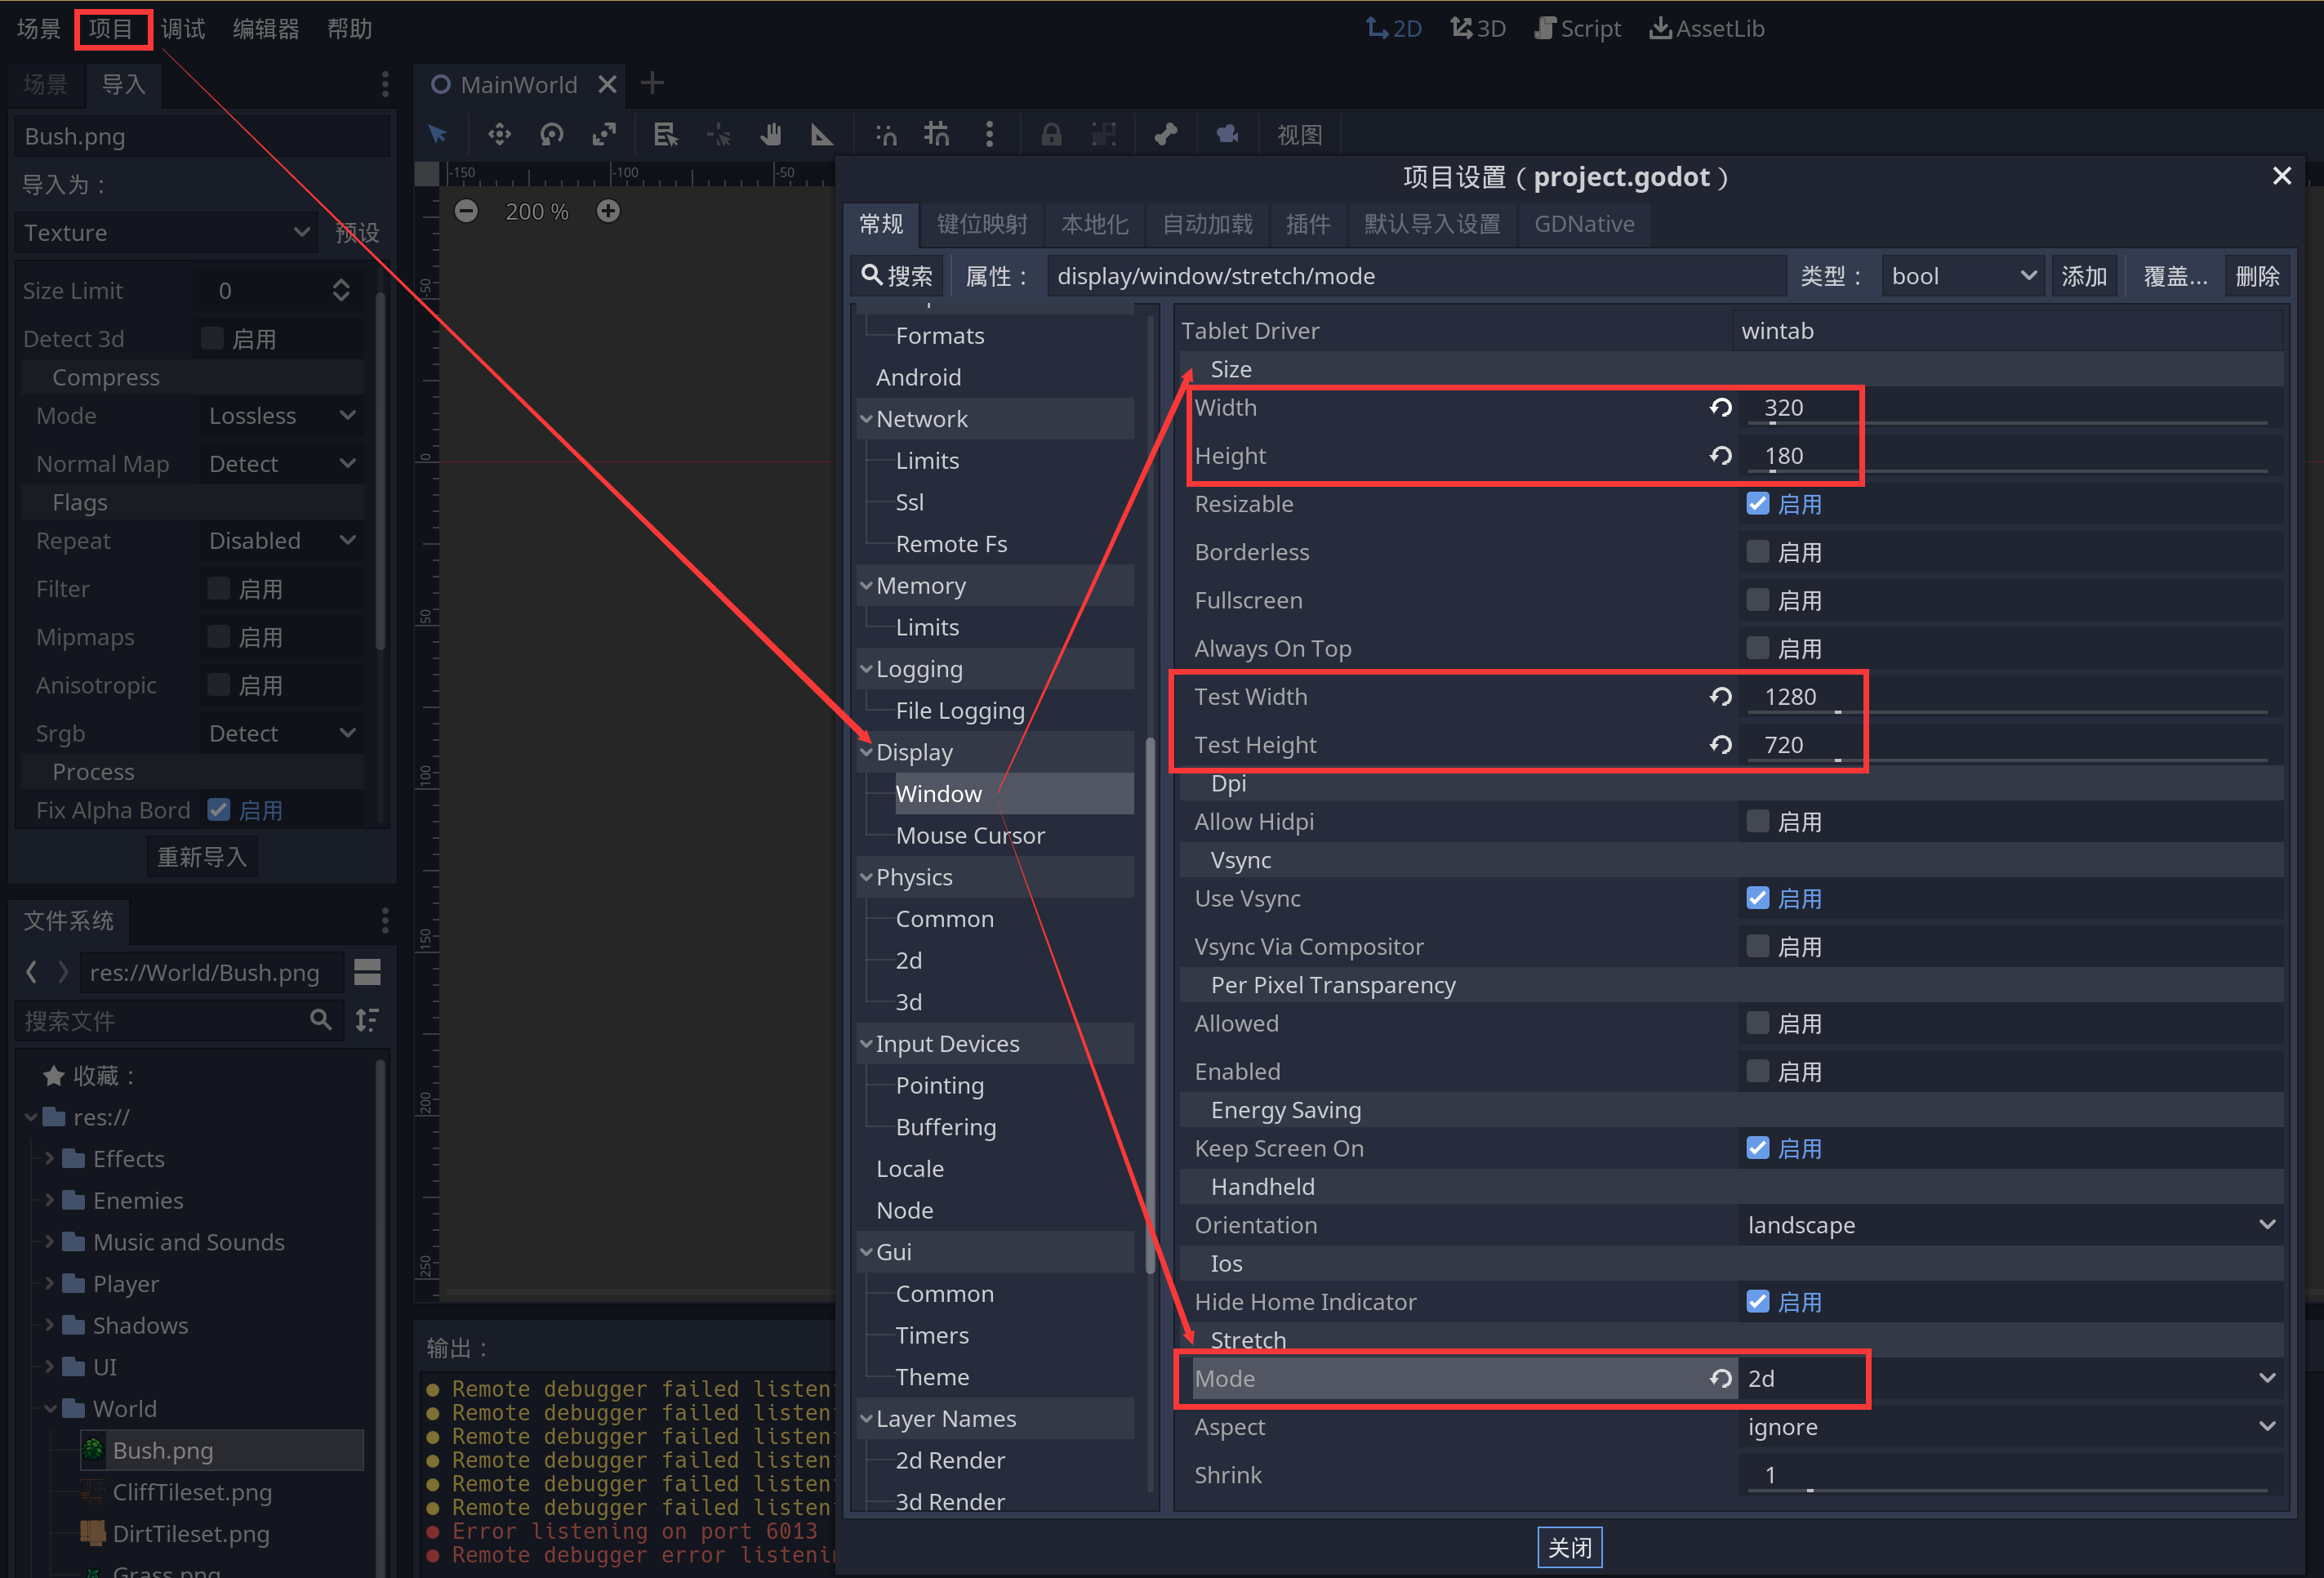 场景 项目 调试 编辑器 帮助
2D 3D Script AssetLib
场景 导入
MainWorld
Bush.png
导入为：
Texture 预设
Size Limit 0
Detect 3d 启用
Compress
Mode Lossless
Normal Map Detect
Flags
Repeat Disabled
Filter 启用
Mipmaps 启用
Anisotropic 启用
Srgb Detect
Process
Fix Alpha Bord 启用
重新导入
文件系统
res://World/Bush.png
搜索文件
收藏：
res://
Effects
Enemies
Music and Sounds
Player
Shadows
UI
World
Bush.png
CliffTileset.png
DirtTileset.png
Grass.png
视图
-150 -100 -50
200 %
-50
0
50
100
150
200
250
输出：
Remote debugger failed listen
Remote debugger failed listen
Remote debugger failed listen
Remote debugger failed listen
Remote debugger failed listen
Remote debugger failed listen
Error listening on port 6013
Remote debugger error listenin
项目设置（project.godot）
常规 键位映射 本地化 自动加载 插件 默认导入设置 GDNative
搜索 属性： display/window/stretch/mode 类型： bool 添加 覆盖... 删除
Formats
Android
Network
Limits
Ssl
Remote Fs
Memory
Limits
Logging
File Logging
Display
Window
Mouse Cursor
Physics
Common
2d
3d
Input Devices
Pointing
Buffering
Locale
Node
Gui
Common
Timers
Theme
Layer Names
2d Render
3d Render
Tablet Driver wintab
Size
Width 320
Height 180
Resizable 启用
Borderless 启用
Fullscreen 启用
Always On Top 启用
Test Width 1280
Test Height 720
Dpi
Allow Hidpi 启用
Vsync
Use Vsync 启用
Vsync Via Compositor 启用
Per Pixel Transparency
Allowed 启用
Enabled 启用
Energy Saving
Keep Screen On 启用
Handheld
Orientation landscape
Ios
Hide Home Indicator 启用
Stretch
Mode 2d
Aspect ignore
Shrink 1
关闭